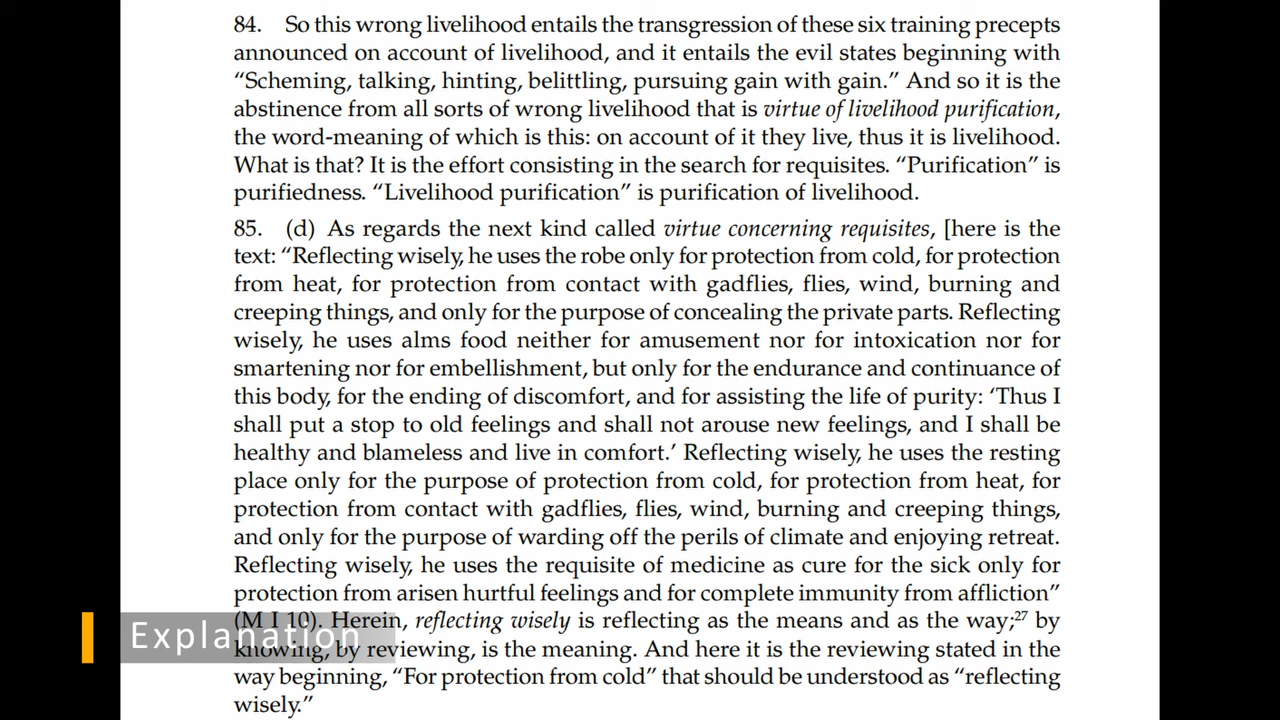 84. So this wrong livelihood entails the transgression of these six training precepts
announced on account of livelihood, and it entails the evil states beginning with
“Scheming, talking, hinting, belittling, pursuing gain with gain.” And so it is the
abstinence from all sorts of wrong livelihood that is virtue of livelihood purification,
the word-meaning of which is this: on account of it they live, thus it is livelihood.
What is that? It is the effort consisting in the search for requisites. “Purification” is
purifiedness. “Livelihood purification” is purification of livelihood.
85. (d) As regards the next kind called virtue concerning requisites, [here is the
text: “Reflecting wisely, he uses the robe only for protection from cold, for protection
from heat, for protection from contact with gadflies, flies, wind, burning and
creeping things, and only for the purpose of concealing the private parts. Reflecting
wisely, he uses alms food neither for amusement nor for intoxication nor for
smartening nor for embellishment, but only for the endurance and continuance of
this body, for the ending of discomfort, and for assisting the life of purity: ‘Thus I
shall put a stop to old feelings and shall not arouse new feelings, and I shall be
healthy and blameless and live in comfort.’ Reflecting wisely, he uses the resting
place only for the purpose of protection from cold, for protection from heat, for
protection from contact with gadflies, flies, wind, burning and creeping things,
and only for the purpose of warding off the perils of climate and enjoying retreat.
Reflecting wisely, he uses the requisite of medicine as cure for the sick only for
protection from arisen hurtful feelings and for complete immunity from affliction”
(M I 10). Herein, reflecting wisely is reflecting as the means and as the way;27 by
Explanation
knowing, by reviewing, is the meaning. And here it is the reviewing stated in the
way beginning, “For protection from cold” that should be understood as “reflecting
wisely.”